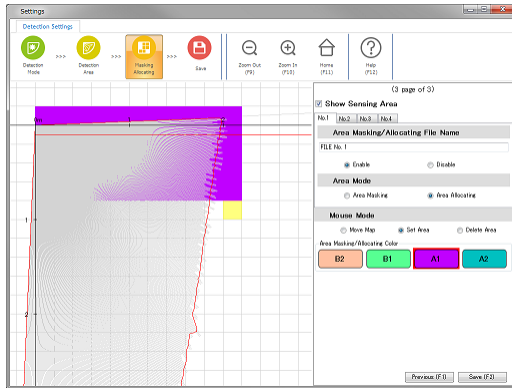 Settings
Detection Settings
Detection
Mode
>>>
Detection
Area
>>>
Masking
Allocating
>>>
Save
Zoom Out
(F9)
Zoom In
(F10)
Home
(F11)
Help
(F12)
(3 page of 3)
Show Sensing Area
No.1 No.2 No.3 No.4
Area Masking/Allocating File Name
FILE No. 1
Enable Disable
Area Mode
Area Masking Area Allocating
Mouse Mode
Move Map Set Area Delete Area
Area Masking/Allocating Color
B2 B1 A1 A2
0m
1
2
Previous (F1) Save (F2)